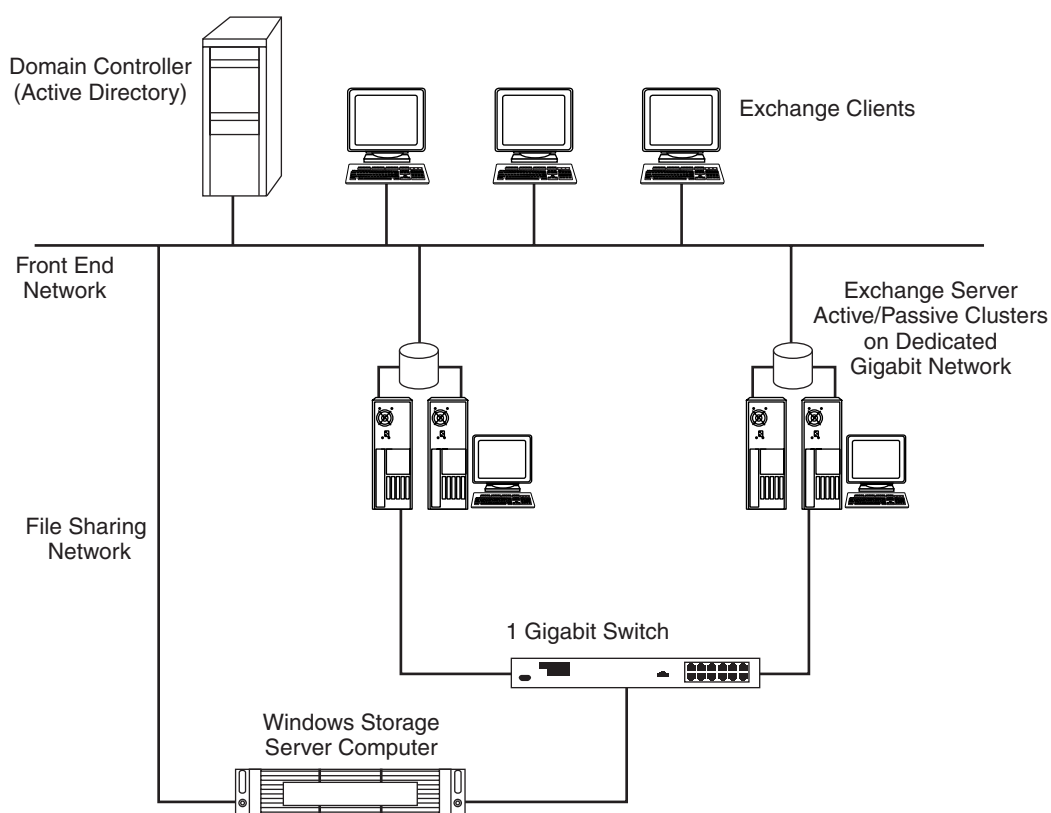 Domain Controller
(Active Directory)
Exchange Clients
Front End
Network
Exchange Server
Active/Passive Clusters
on Dedicated
Gigabit Network
File Sharing
Network
1 Gigabit Switch
Windows Storage
Server Computer